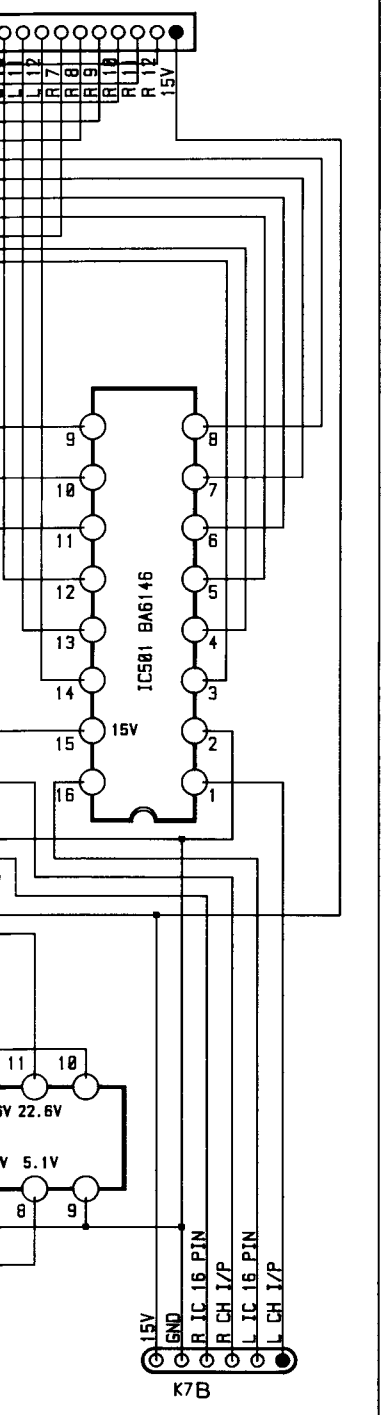 L 11
L 12
R 7
R 8
R 9
R 10
R 11
R 12
15V
9
8
10
7
11
6
12
5
IC501 BA6146
13
4
14
3
15
15V
2
16
1
11
10
22.6V
5.1V
8
9
15V
GND
R IC 16 PIN
R CH I/P
L IC 16 PIN
L CH I/P
K7B